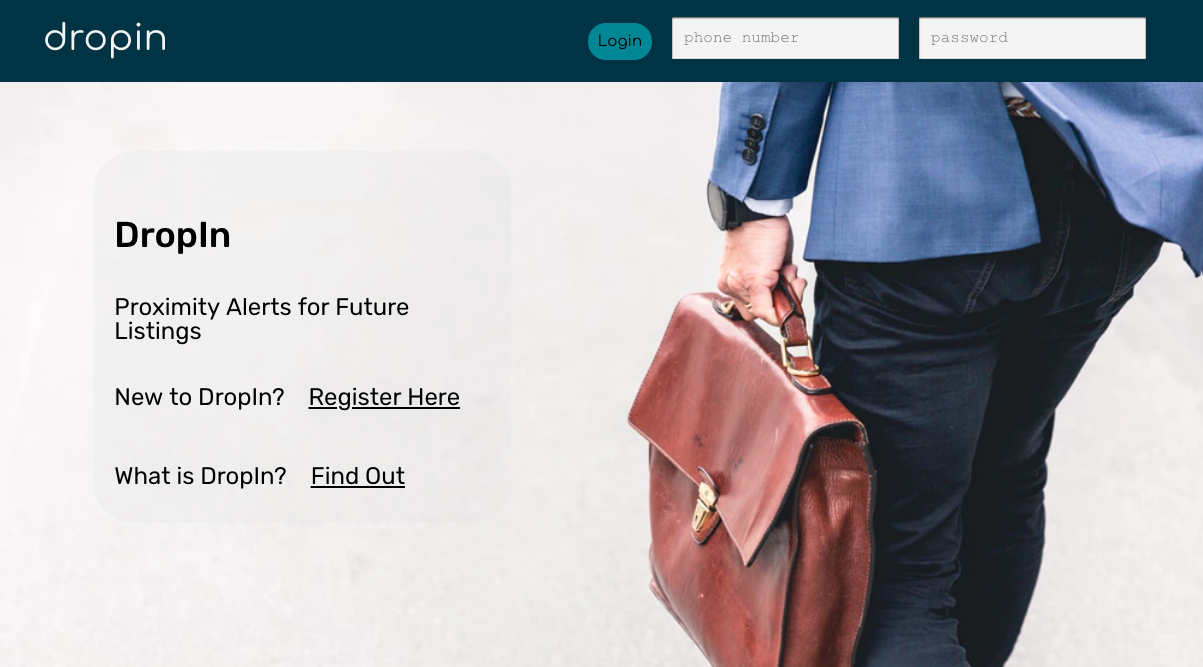 dropin
Login
phone number
password
DropIn
Proximity Alerts for Future
Listings
New to DropIn? Register Here
What is DropIn? Find Out